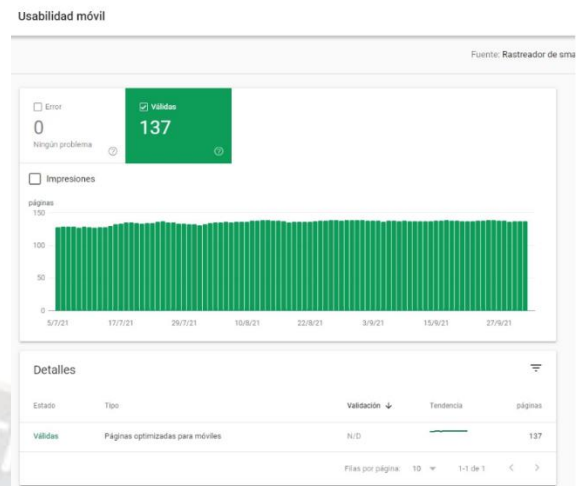 Usabilidad móvil
Fuente: Rastreador de sma
Error
Válidas
0
137
Ningún problema
Impresiones
páginas
150
100
50
0
5/7/21 17/7/21 29/7/21 10/8/21 22/8/21 3/9/21 15/9/21 27/9/21
Detalles
Estado Tipo Validación Tendencia páginas
Válidas Páginas optimizadas para móviles N/D 137
Filas por página: 10 1-1 de 1